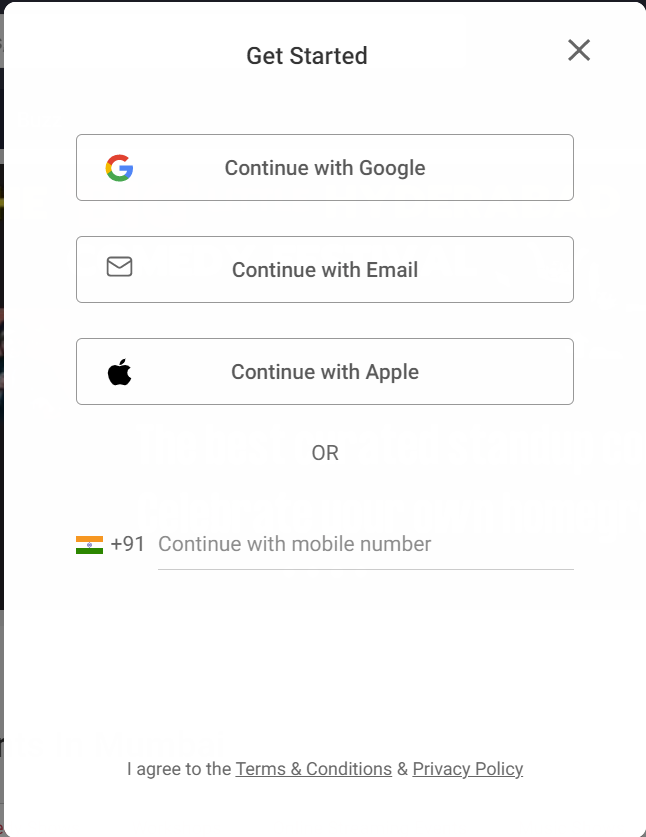 Get Started
Continue with Google
Continue with Email
Continue with Apple
OR
+91 Continue with mobile number
I agree to the Terms & Conditions & Privacy Policy